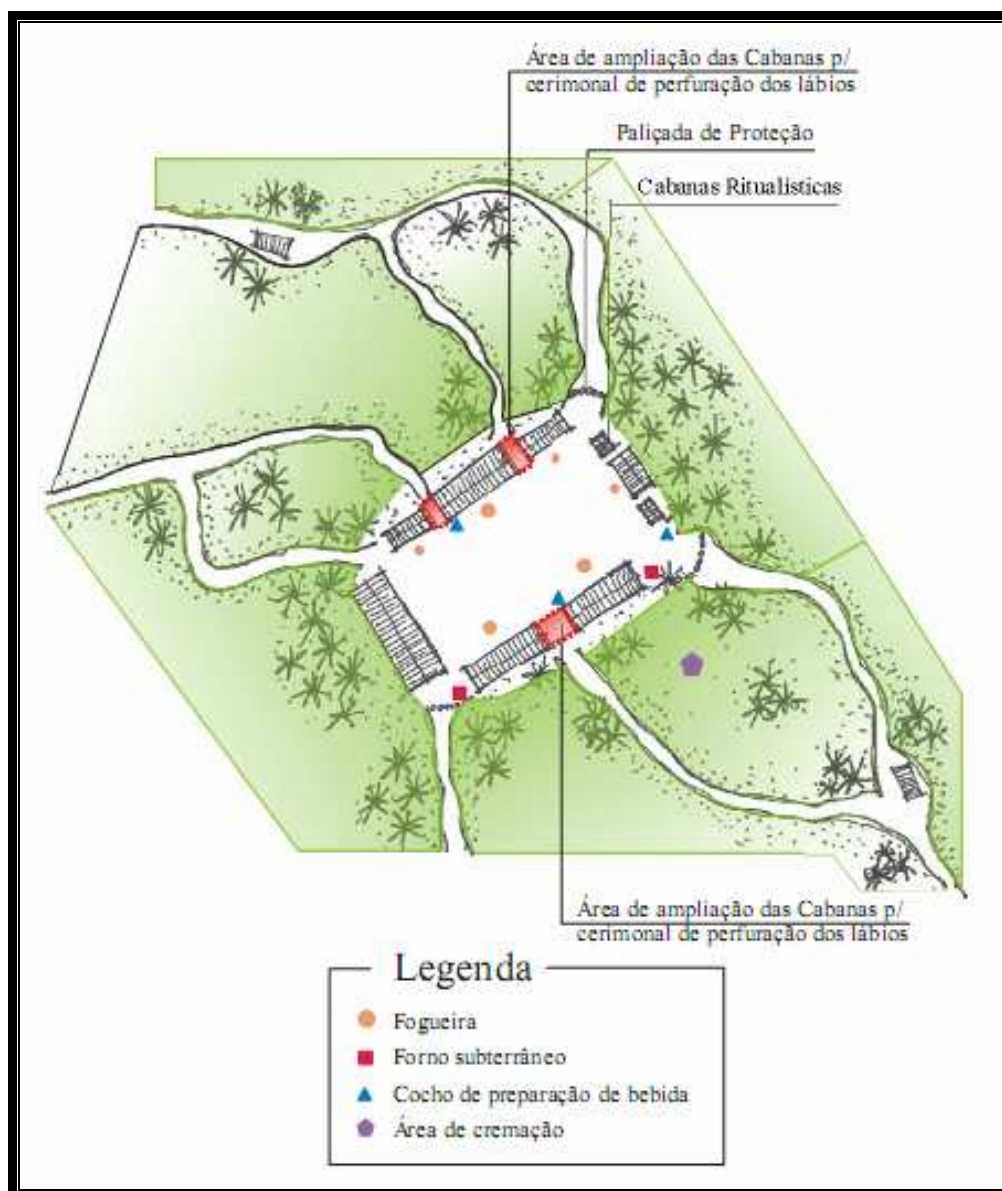 Área de ampliação das Cabanas p/
cerimonal de perfuração dos lábios
Paliçada de Proteção
Cabanas Ritualísticas
Área de ampliação das Cabanas p/
cerimonal de perfuração dos lábios
Legenda
Fogueira
Forno subterrâneo
Cocho de preparação de bebida
Área de cremação